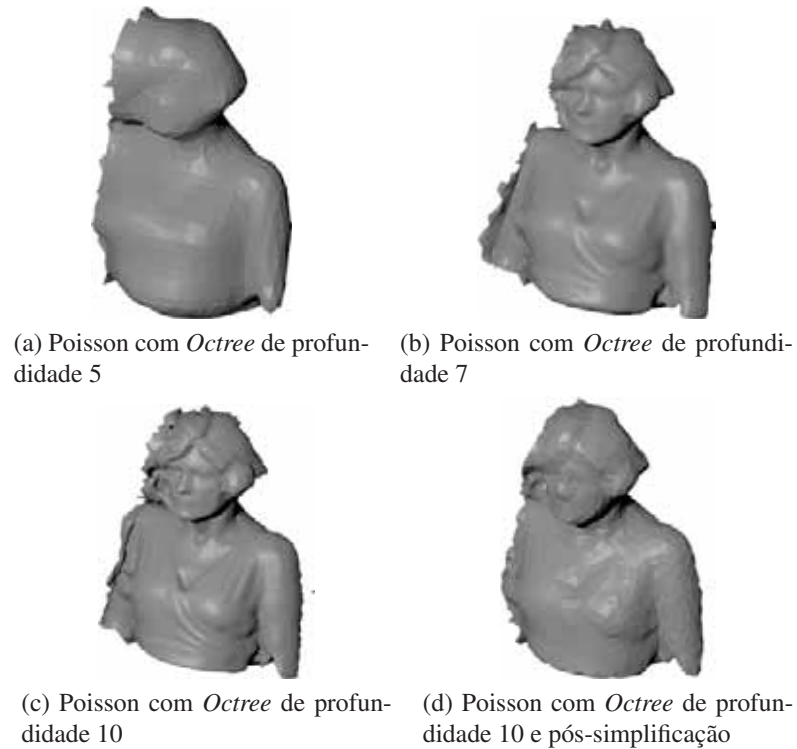 (a) Poisson com Octree de profun-
didade 5
(b) Poisson com Octree de profundi-
dade 7
(c) Poisson com Octree de profun-
didade 10
(d) Poisson com Octree de profun-
didade 10 e pós-simplificação